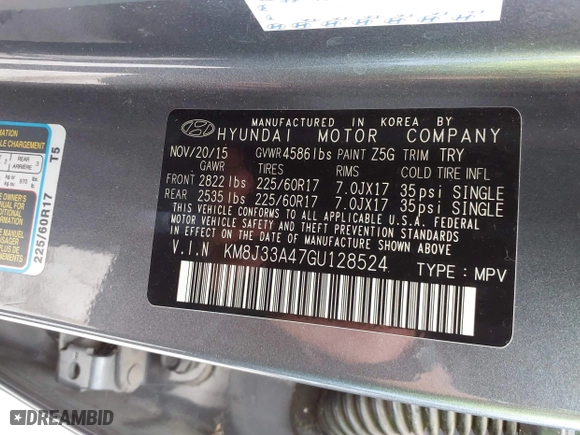 MANUFACTURED IN KOREA BY
HYUNDAI MOTOR COMPANY
NOV/20/15 GVWR 4586lbs PAINT Z5G TRIM TRY
GAWR TIRES RIMS COLD TIRE INFL
FRONT 2822 lbs 225/60R17 7.0JX17 35psi SINGLE
REAR 2535 lbs 225/60R17 7.0JX17 35psi SINGLE
THIS VEHICLE CONFORMS TO ALL APPLICABLE U.S.A. FEDERAL
MOTOR VEHICLE SAFETY AND THEFT PREVENTION STANDARDS
IN EFFECT ON THE DATE OF MANUFACTURE SHOWN ABOVE.
V.I.N KM8J33A47GU128524
TYPE : MPV
225/60R17 T5
REAR
ARRIERE
DREAMBID